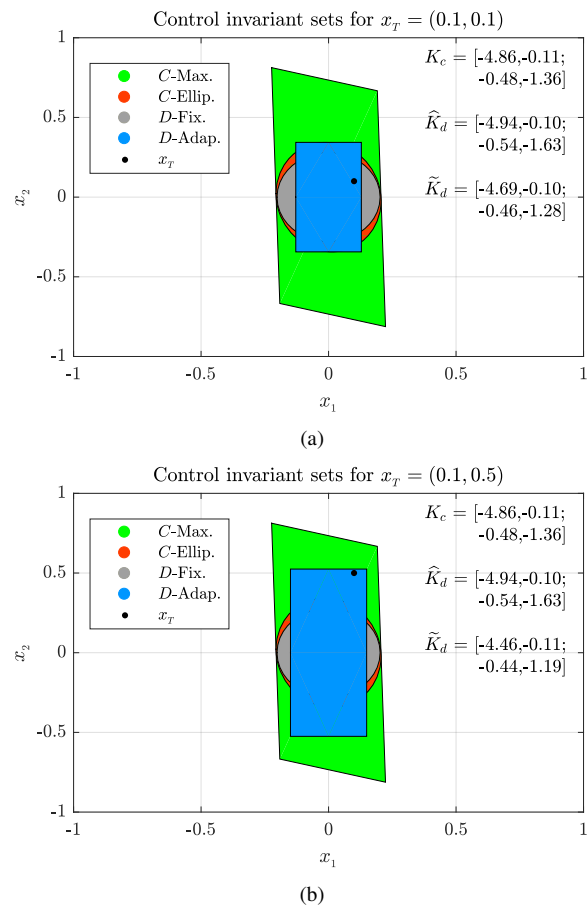 Control invariant sets for x_T = (0.1, 0.1)
1
C-Max.
C-Ellip.
D-Fix.
D-Adap.
x_T
K_c = [-4.86,-0.11;
-0.48,-1.36]
0.5
K̂_d = [-4.94,-0.10;
-0.54,-1.63]
x_2
0
K̃_d = [-4.69,-0.10;
-0.46,-1.28]
-0.5
-1
-1 -0.5 0 0.5 1
x_1
(a)
Control invariant sets for x_T = (0.1, 0.5)
1
C-Max.
C-Ellip.
D-Fix.
D-Adap.
x_T
K_c = [-4.86,-0.11;
-0.48,-1.36]
0.5
K̂_d = [-4.94,-0.10;
-0.54,-1.63]
x_2
0
K̃_d = [-4.46,-0.11;
-0.44,-1.19]
-0.5
-1
-1 -0.5 0 0.5 1
x_1
(b)